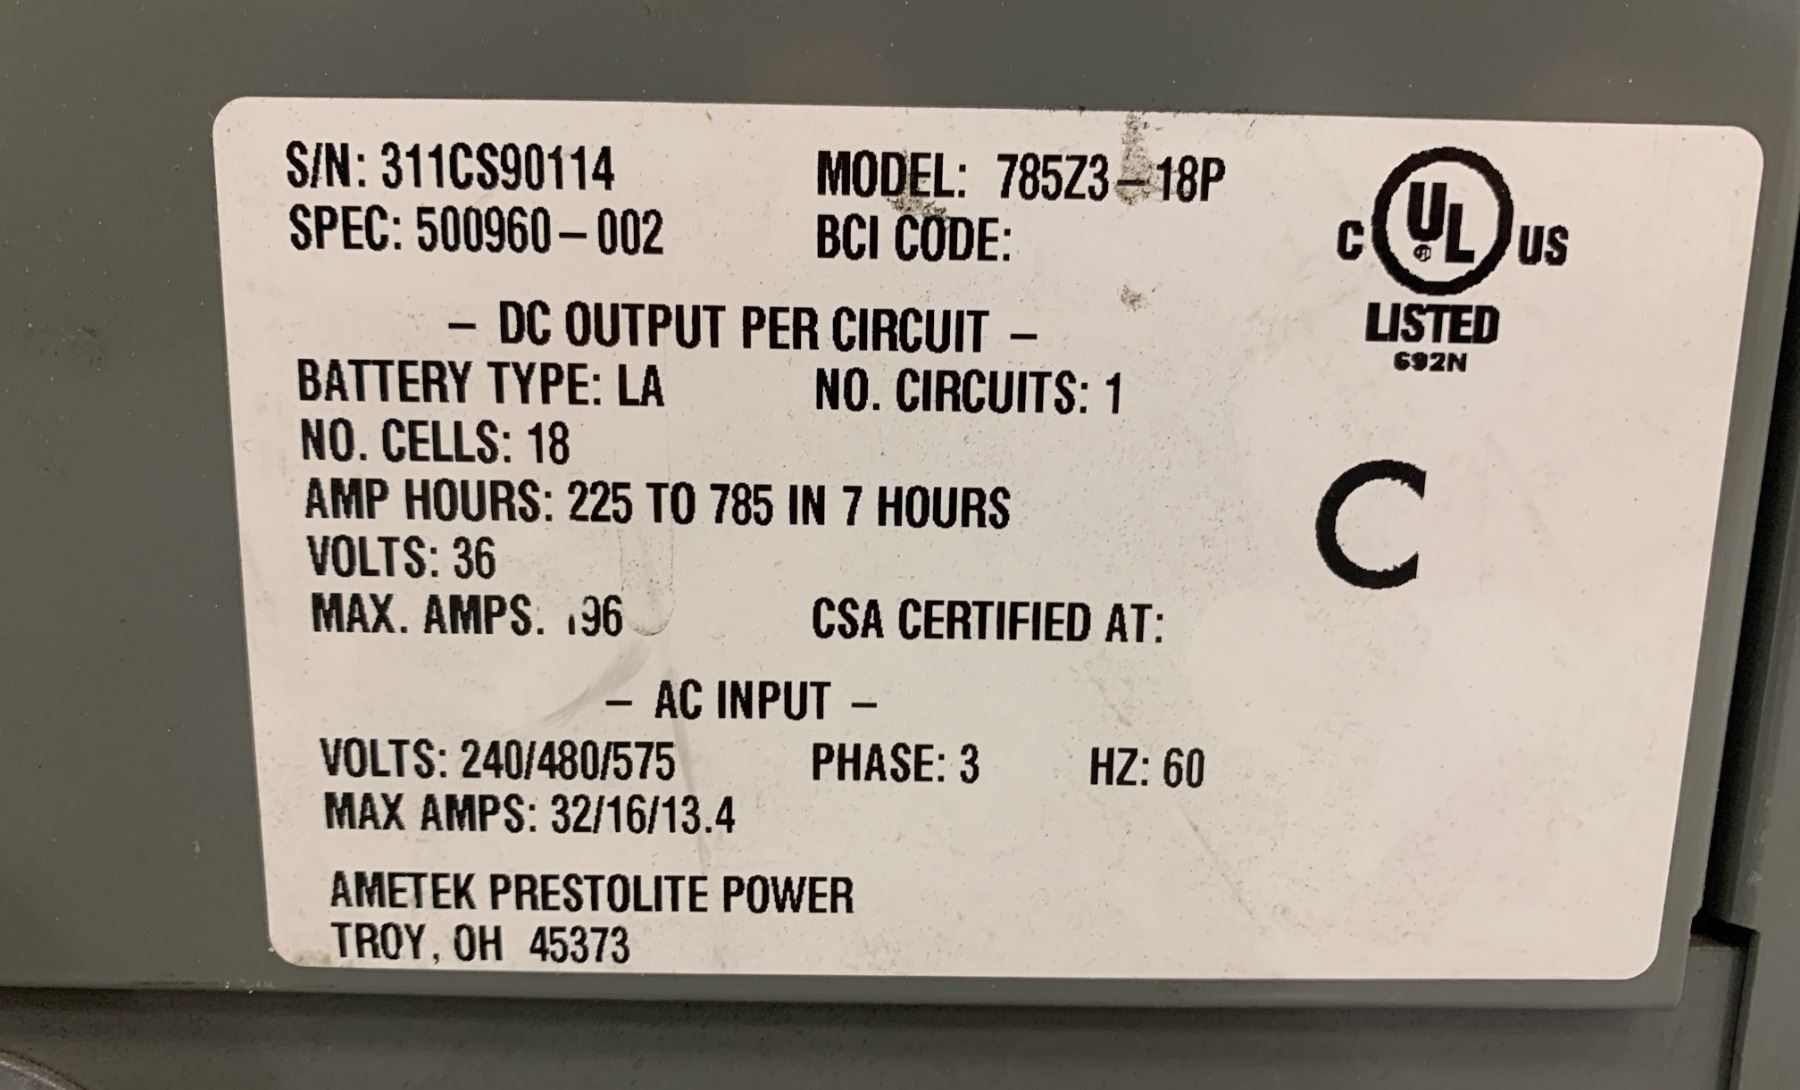 S/N: 311CS90114
MODEL: 785Z3-18P
SPEC: 500960-002
BCI CODE:
C UL US
LISTED
692N
- DC OUTPUT PER CIRCUIT -
BATTERY TYPE: LA
NO. CIRCUITS: 1
NO. CELLS: 18
AMP HOURS: 225 TO 785 IN 7 HOURS
VOLTS: 36
C
MAX. AMPS. 196
CSA CERTIFIED AT:
- AC INPUT -
VOLTS: 240/480/575
PHASE: 3
HZ: 60
MAX AMPS: 32/16/13.4
AMETEK PRESTOLITE POWER
TROY, OH 45373